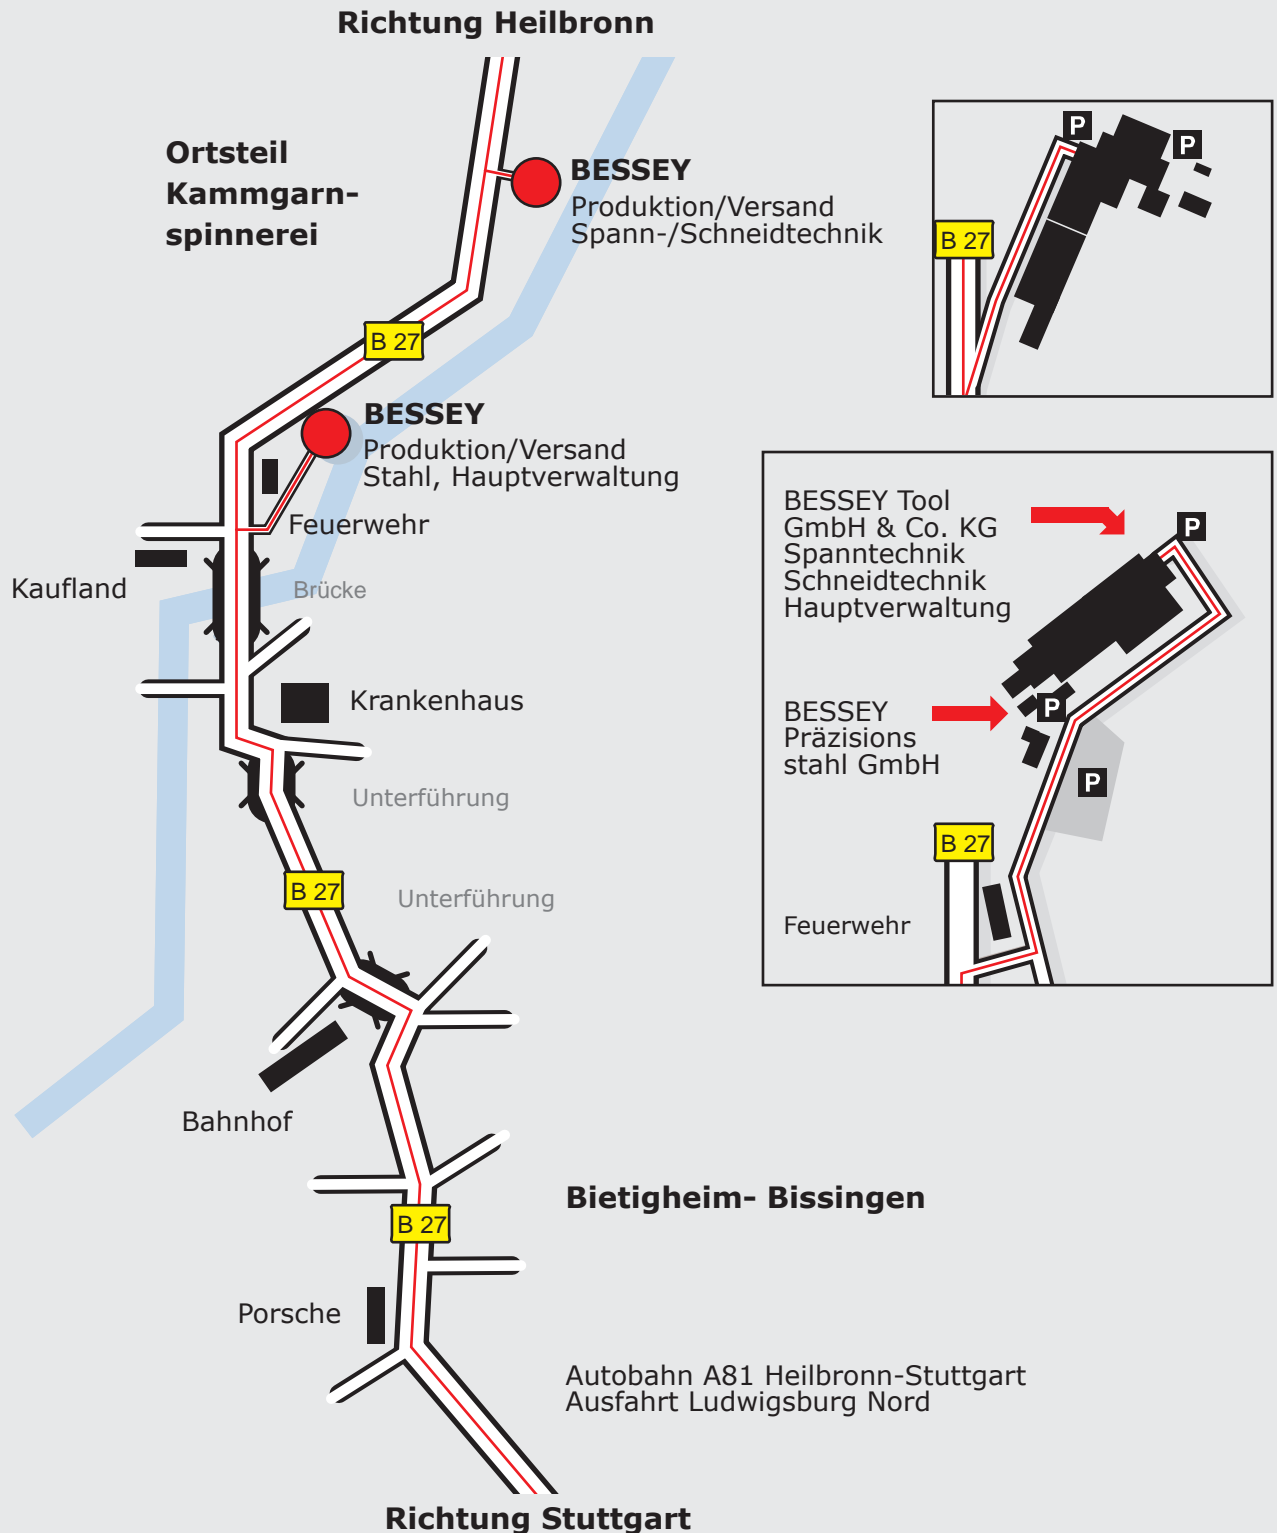 Richtung Heilbronn
Ortsteil
Kammgarn-
spinnerei
BESSEY
Produktion/Versand
Spann-/Schneidtechnik
B 27
BESSEY
Produktion/Versand
Stahl, Hauptverwaltung
Feuerwehr
Kaufland
Brücke
Krankenhaus
Unterführung
B 27
Unterführung
Bahnhof
Bietigheim- Bissingen
B 27
Porsche
Autobahn A81 Heilbronn-Stuttgart
Ausfahrt Ludwigsburg Nord
Richtung Stuttgart
P
P
B 27
BESSEY Tool
GmbH & Co. KG
Spanntechnik
Schneidtechnik
Hauptverwaltung
P
BESSEY
Präzisions
stahl GmbH
P
P
B 27
Feuerwehr